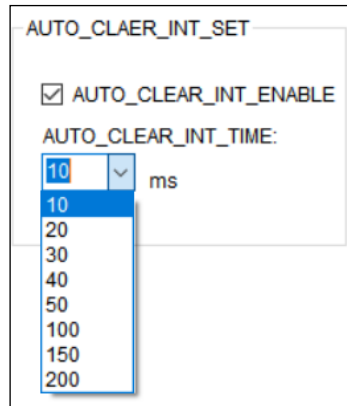 AUTO_CLAER_INT_SET
AUTO_CLEAR_INT_ENABLE
AUTO_CLEAR_INT_TIME:
10 ms
10
20
30
40
50
100
150
200